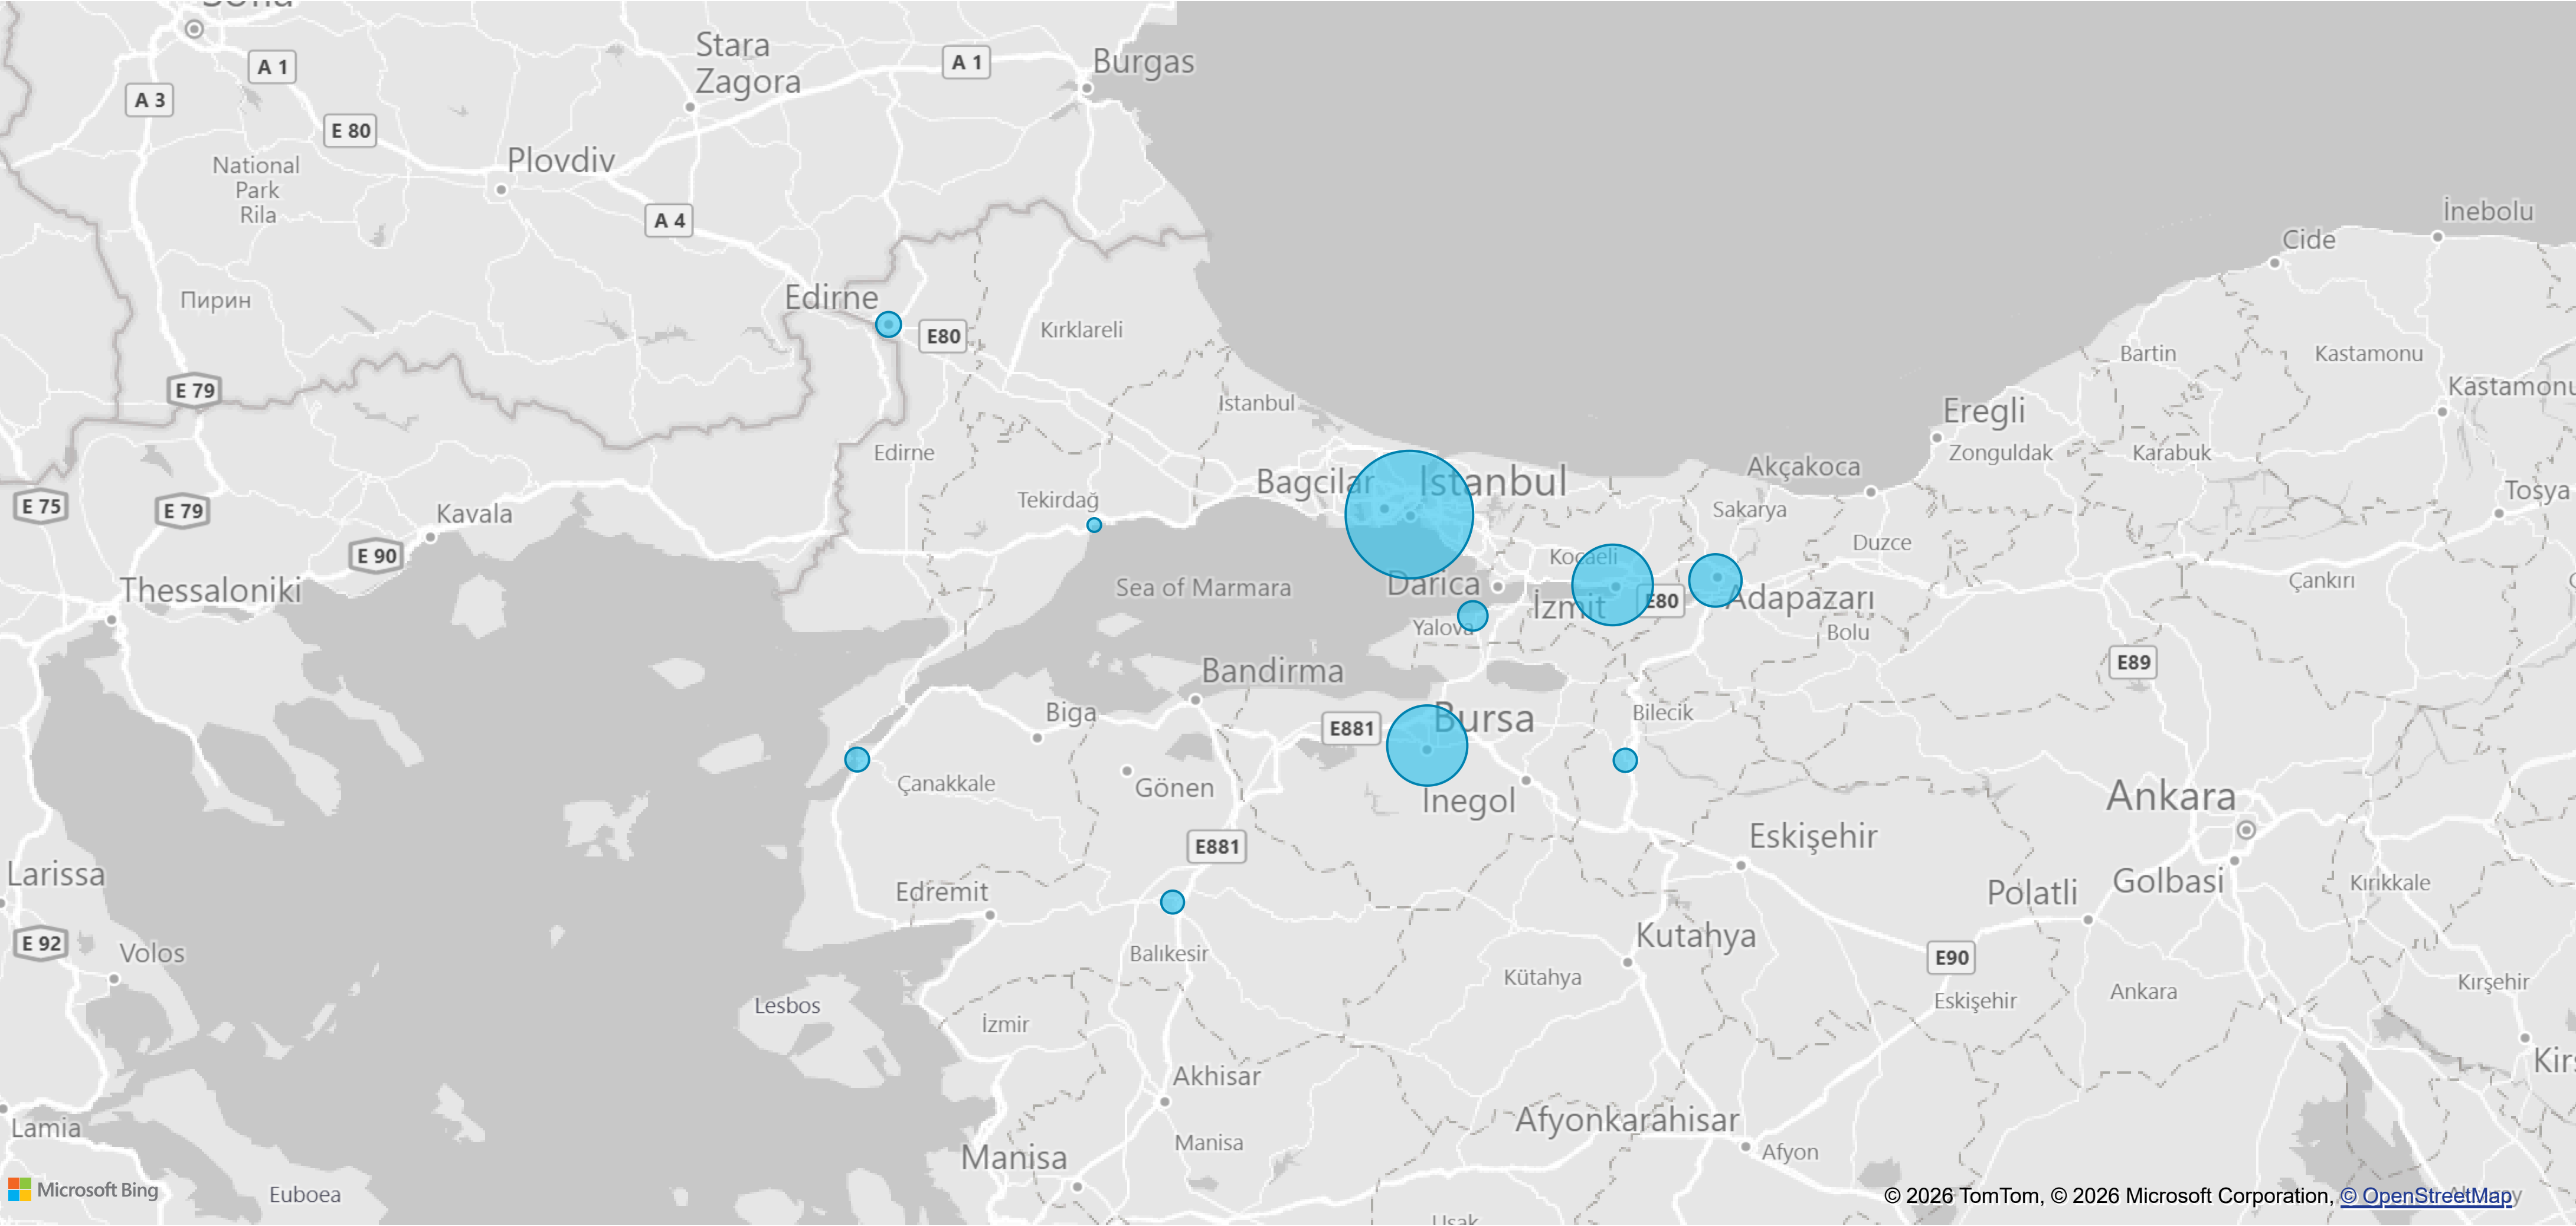 Sofia
Stara
Zagora
A 1
A 1
Burgas
A 3
E 80
Plovdiv
National
Park
Rila
A 4
İnebolu
Cide
Пирин
Edirne
E80
Kırklareli
Bartin
Kastamonu
Kastamonu
E 79
Istanbul
Eregli
Zonguldak
Karabuk
Edirne
Bagcilar
Istanbul
Akçakoca
Tosya
E 75
E 79
Kavala
Tekirdağ
Sakarya
E 90
Kocaeli
Duzce
Thessaloniki
Sea of Marmara
Darica
İzmit
E80
Adapazarı
Çankırı
Yalova
Bolu
Bandirma
E89
Biga
E881
Bursa
Bilecik
Çanakkale
Gönen
Inegol
Ankara
E881
Eskişehir
Larissa
Edremit
Polatli
Golbasi
Kırıkkale
E 92
Volos
Balıkesir
Kutahya
E90
Kütahya
Lesbos
Eskişehir
Ankara
Kırşehir
İzmir
Akhisar
Kırş
Lamia
Manisa
Afyonkarahisar
Afyon
Manisa
Microsoft Bing
Euboea
Usak
© 2026 TomTom, © 2026 Microsoft Corporation, © OpenStreetMap